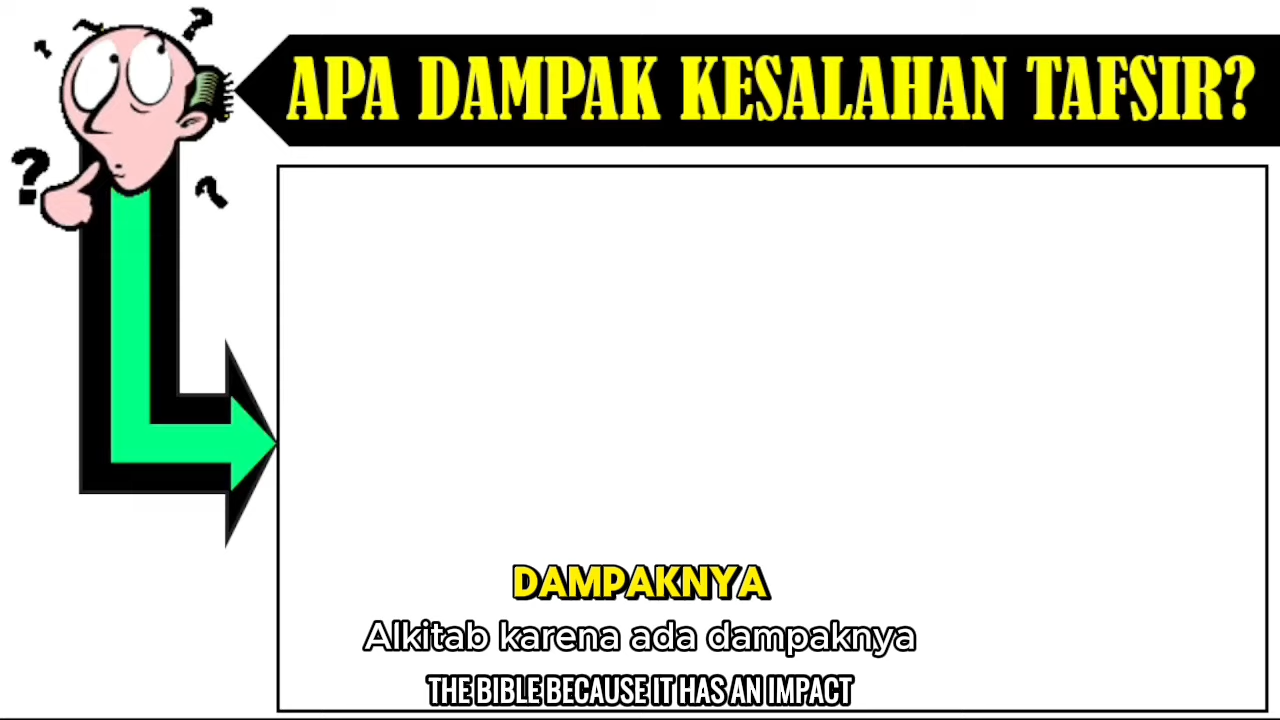 APA DAMPAK KESALAHAN TAFSIR?
DAMPAKNYA
Alkitab karena ada dampaknya
THE BIBLE BECAUSE IT HAS AN IMPACT